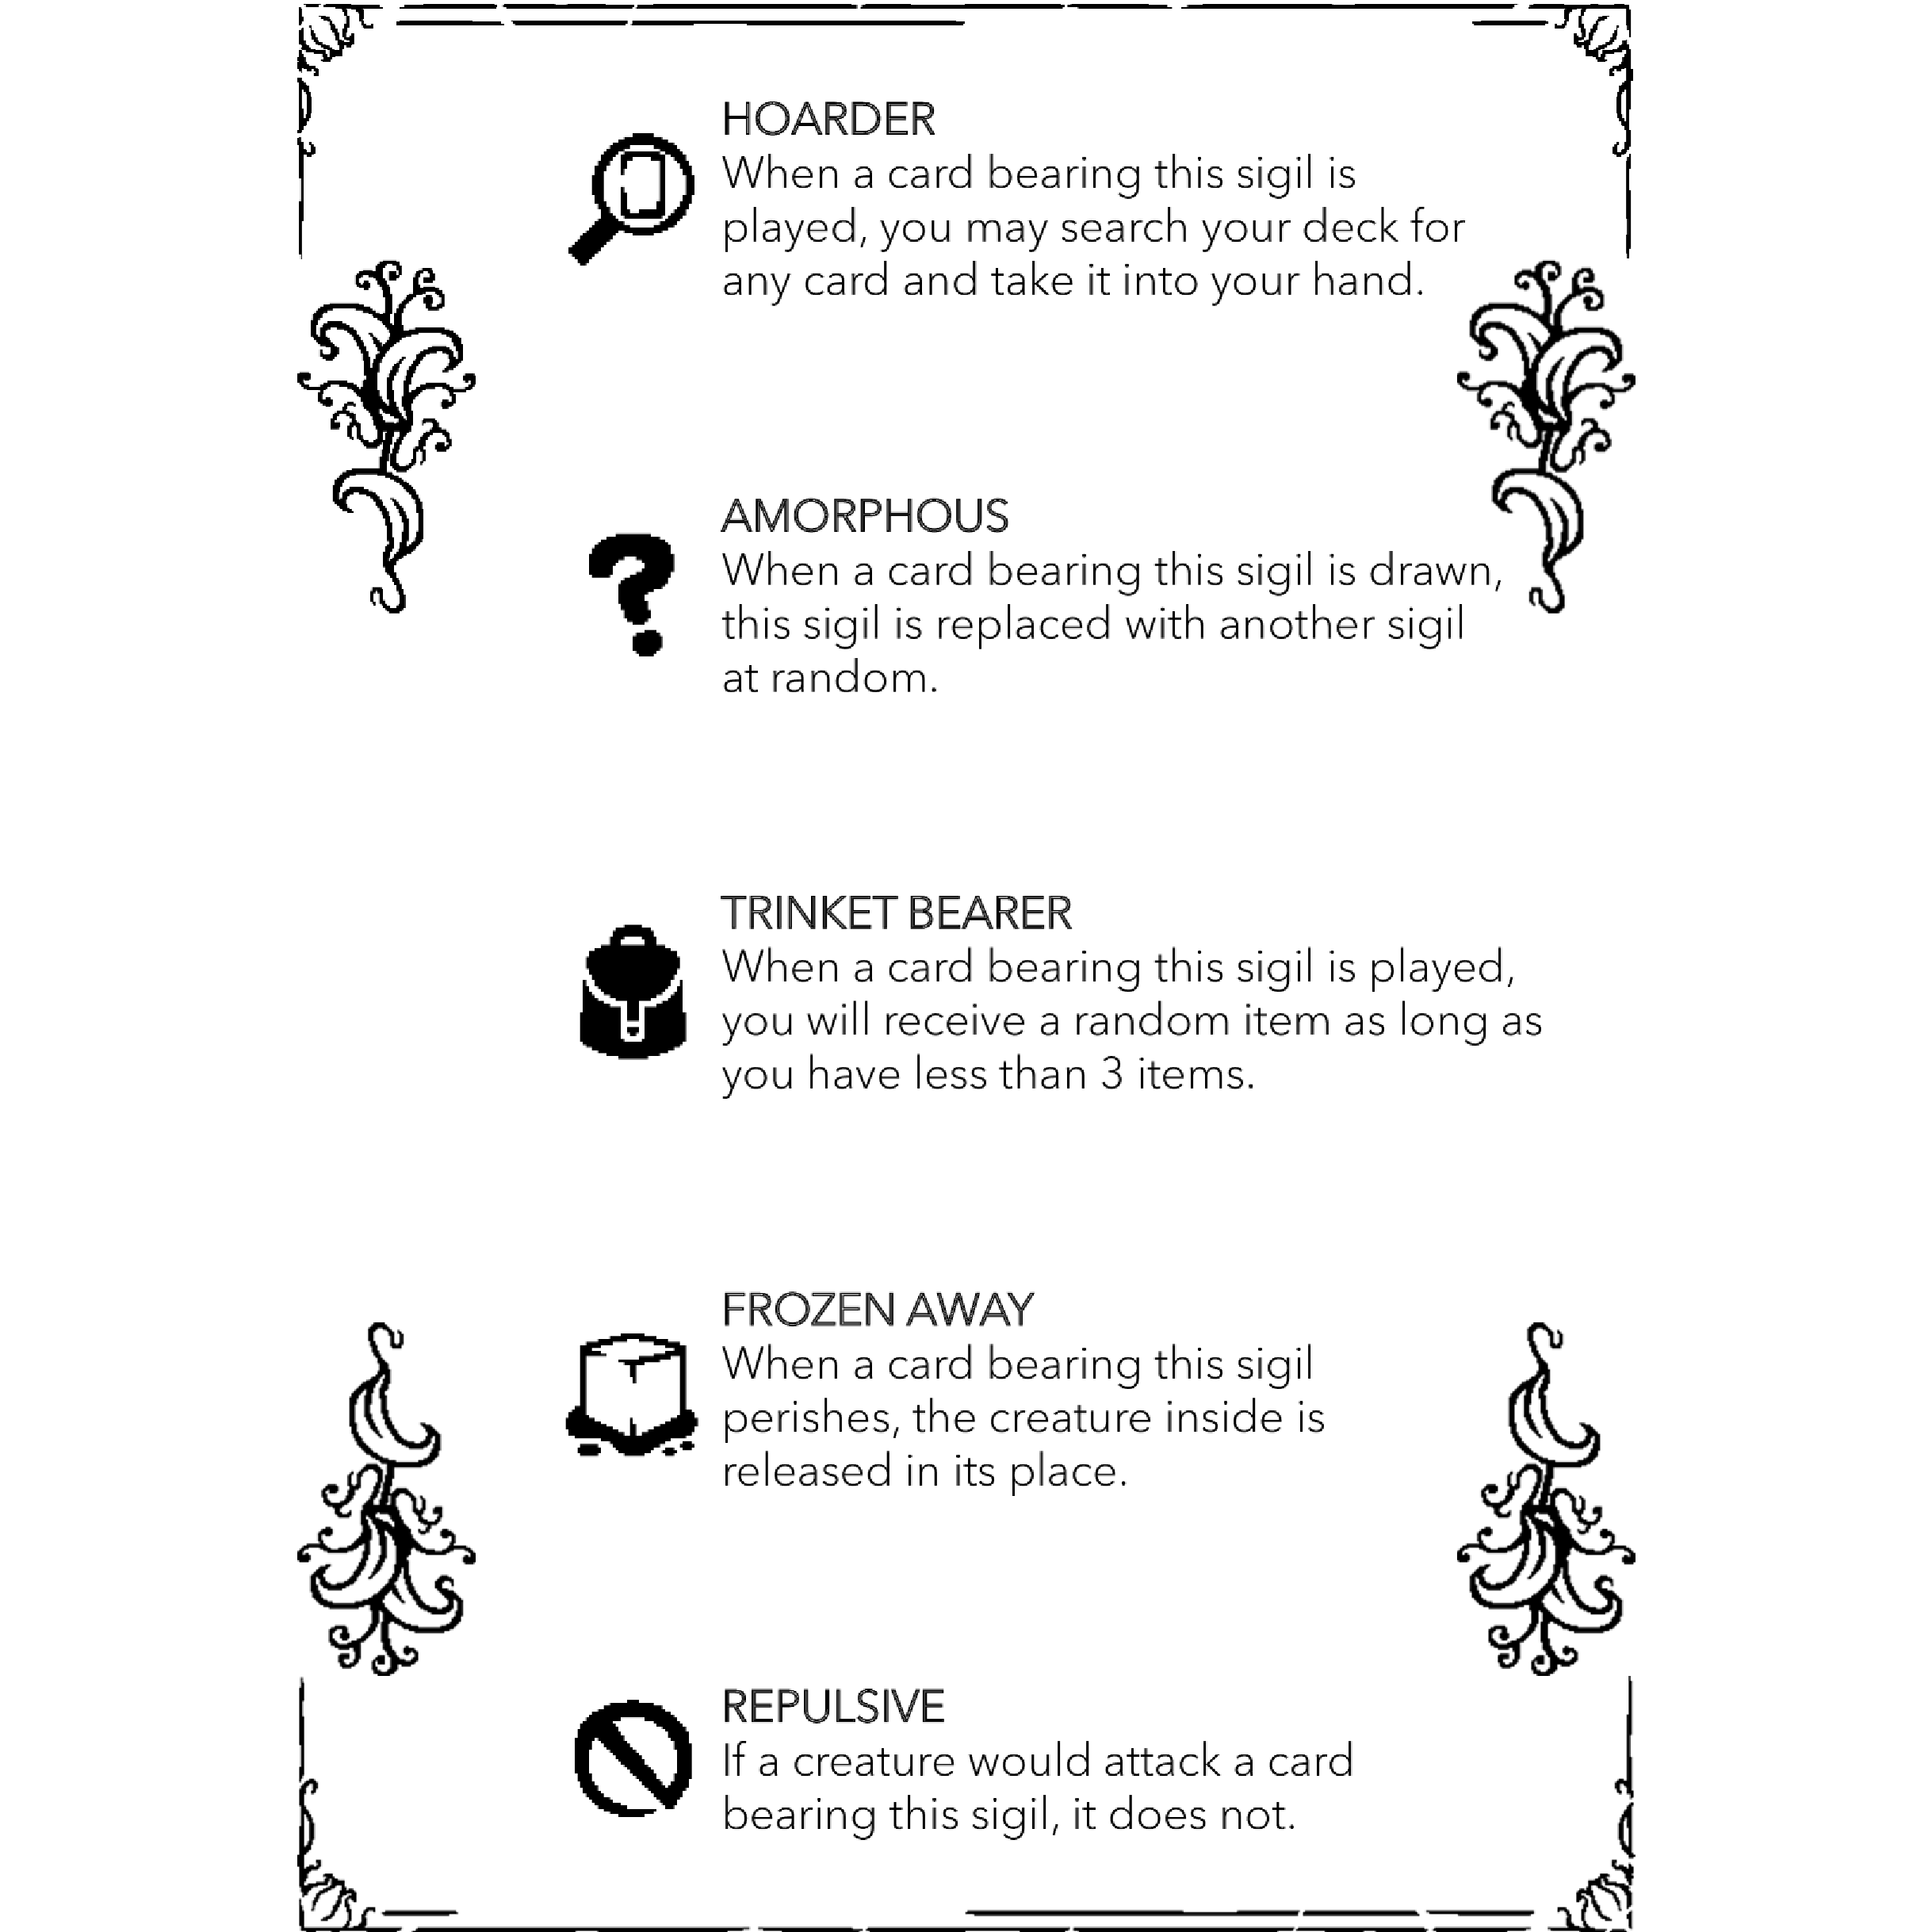 HOARDER
When a card bearing this sigil is
played, you may search your deck for
any card and take it into your hand.
AMORPHOUS
When a card bearing this sigil is drawn,
this sigil is replaced with another sigil
at random.
TRINKET BEARER
When a card bearing this sigil is played,
you will receive a random item as long as
you have less than 3 items.
FROZEN AWAY
When a card bearing this sigil
perishes, the creature inside is
released in its place.
REPULSIVE
If a creature would attack a card
bearing this sigil, it does not.